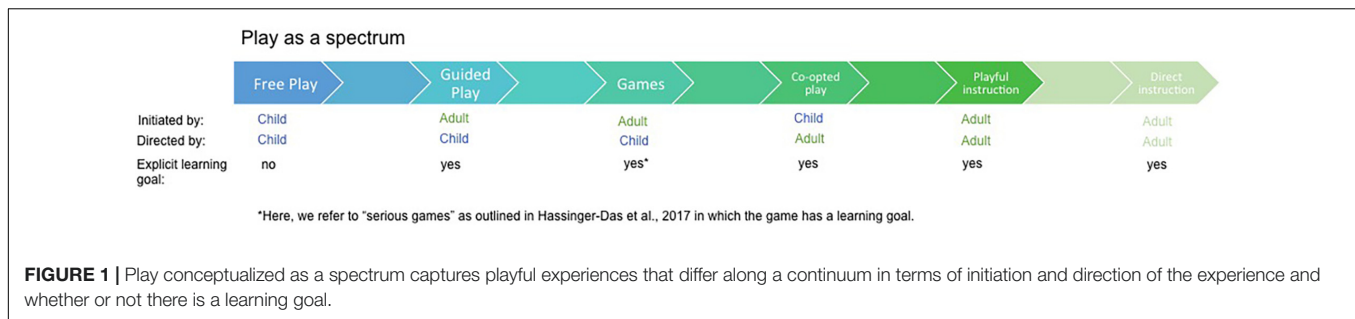 Play as a spectrum
Free Play Guided Play Games Co-opted play Playful instruction Direct instruction
Initiated by: Child Adult Adult Child Adult Adult
Directed by: Child Child Child Adult Adult Adult
Explicit learning goal: no yes yes* yes yes yes
*Here, we refer to “serious games” as outlined in Hassinger-Das et al., 2017 in which the game has a learning goal.
FIGURE 1 | Play conceptualized as a spectrum captures playful experiences that differ along a continuum in terms of initiation and direction of the experience and
whether or not there is a learning goal.